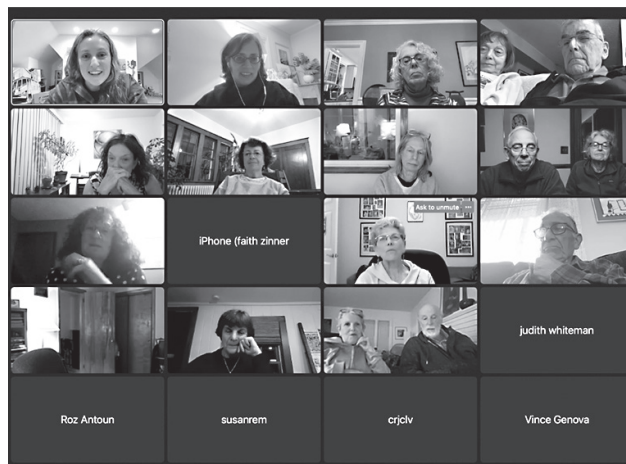 Ask to unmute
iPhone (faith zinner
judith whiteman
Roz Antoun
susanrem
crjclv
Vince Genova